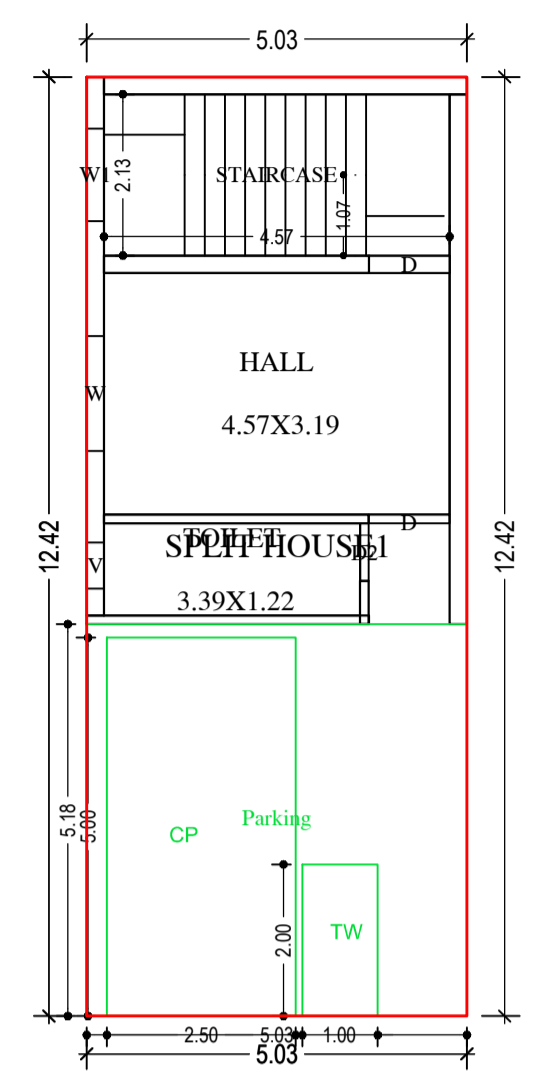 5.03
W1
2.13
STAIRCASE
1.07
4.57
D
HALL
W
4.57X3.19
12.42
12.42
D
TOILET
SPLIT HOUSE 1
D2
V
3.39X1.22
5.18
5.00
Parking
CP
2.00
TW
2.50
5.03
1.00
5.03